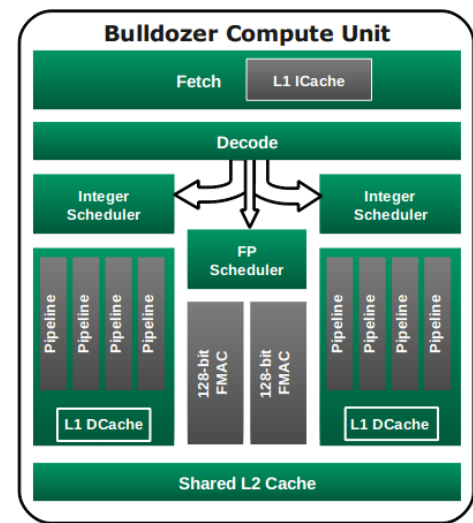 Bulldozer Compute Unit
Fetch
L1 ICache
Decode
Integer
Scheduler
Integer
Scheduler
FP
Scheduler
Pipeline
Pipeline
Pipeline
Pipeline
128-bit
FMAC
128-bit
FMAC
Pipeline
Pipeline
Pipeline
Pipeline
L1 DCache
L1 DCache
Shared L2 Cache